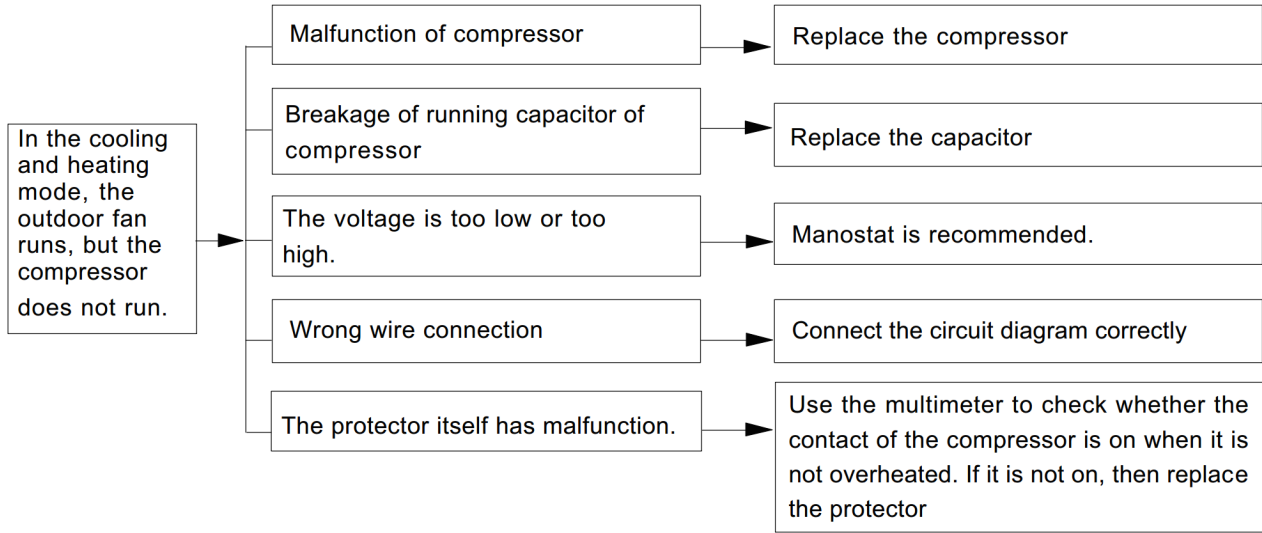 In the cooling
and heating
mode, the
outdoor fan
runs, but the
compressor
does not run.
Malfunction of compressor
Replace the compressor
Breakage of running capacitor of
compressor
Replace the capacitor
The voltage is too low or too
high.
Manostat is recommended.
Wrong wire connection
Connect the circuit diagram correctly
The protector itself has malfunction.
Use the multimeter to check whether the
contact of the compressor is on when it is
not overheated. If it is not on, then replace
the protector